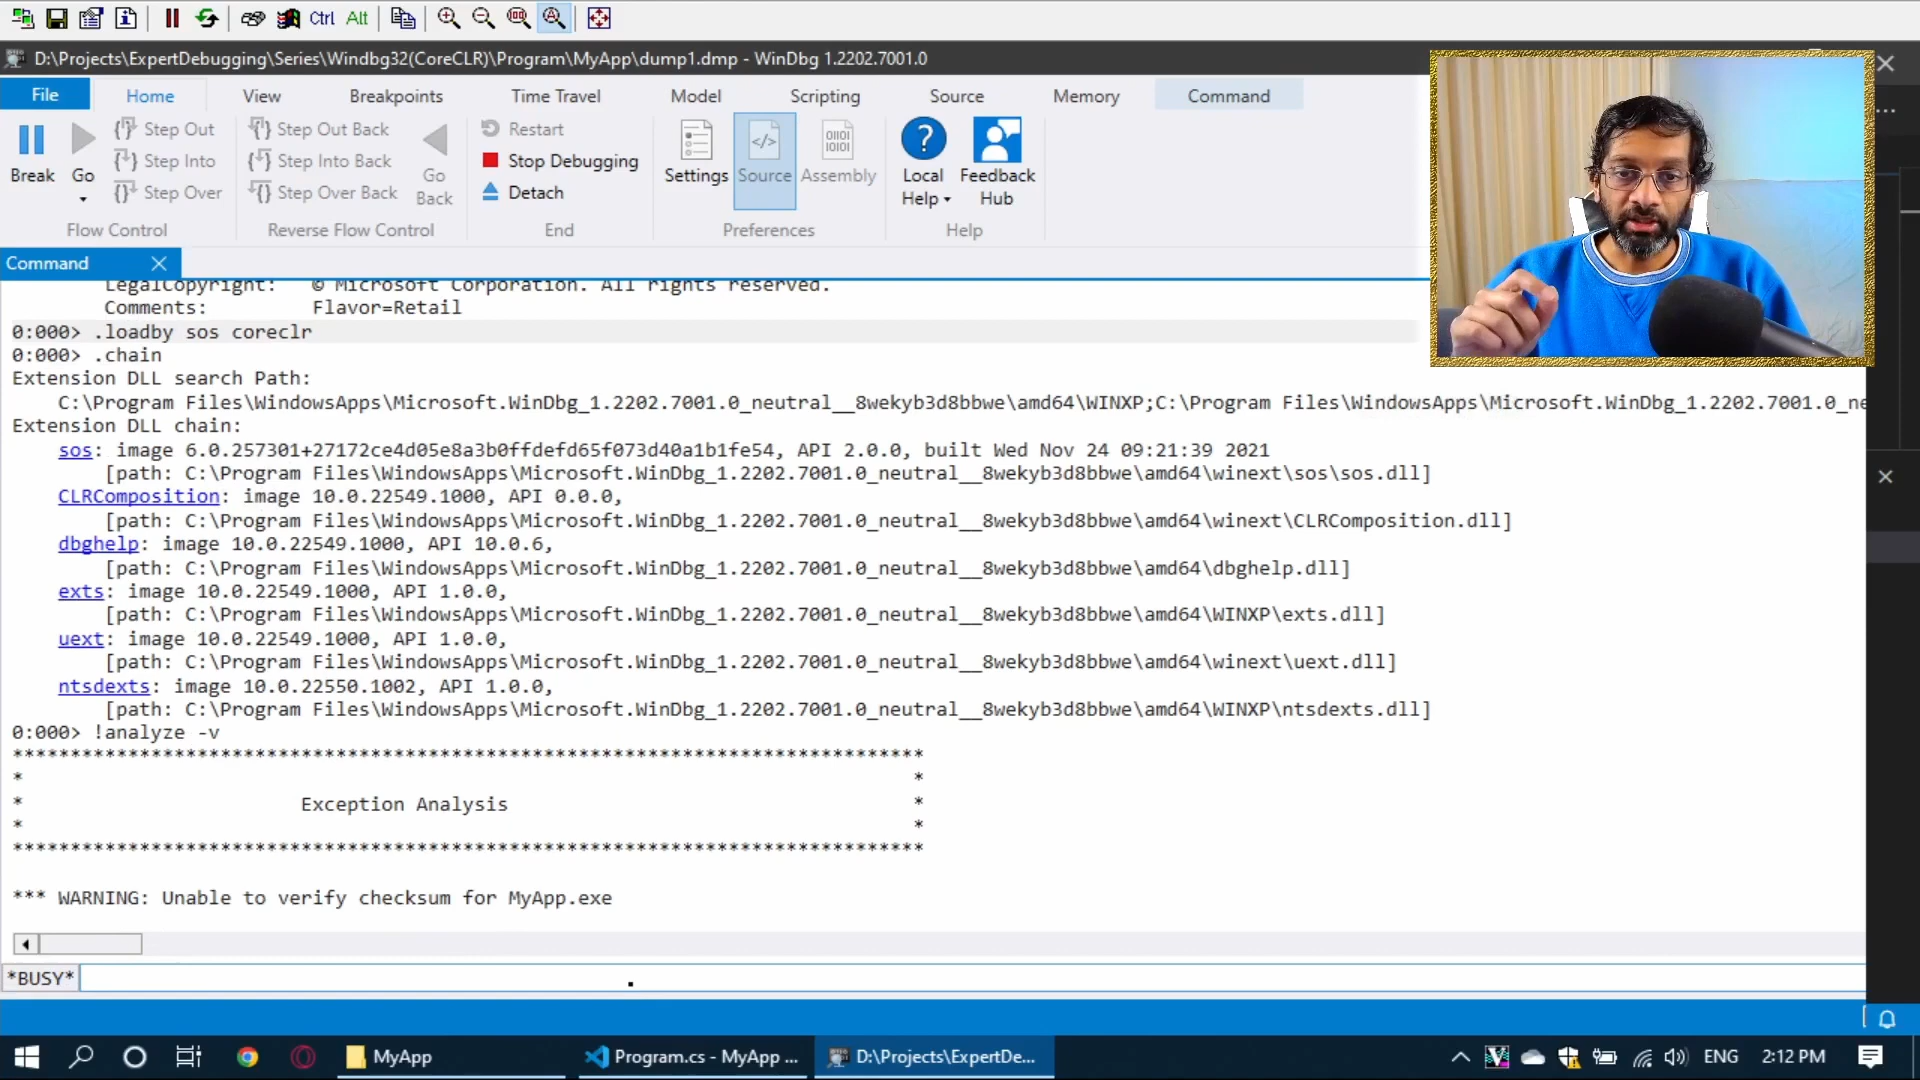 Ctrl Alt
D:\Projects\ExpertDebugging\Series\Windbg32(CoreCLR)\Program\MyApp\dump1.dmp - WinDbg 1.2202.7001.0
File Home View Breakpoints Time Travel Model Scripting Source Memory Command
Break
Go
Step Out
Step Into
Step Over
Flow Control
Step Out Back
Step Into Back
Step Over Back
Go Back
Reverse Flow Control
Restart
Stop Debugging
Detach
End
Settings
Source
Assembly
Preferences
Local Help
Feedback Hub
Help
Command
LegalCopyright: © Microsoft Corporation. All rights reserved.
Comments: Flavor=Retail
0:000> .loadby sos coreclr
0:000> .chain
Extension DLL search Path:
C:\Program Files\WindowsApps\Microsoft.WinDbg_1.2202.7001.0_neutral__8wekyb3d8bbwe\amd64\WINXP;C:\Program Files\WindowsApps\Microsoft.WinDbg_1.2202.7001.0_ne
Extension DLL chain:
sos: image 6.0.257301+27172ce4d05e8a3b0ffdefd65f073d40a1b1fe54, API 2.0.0, built Wed Nov 24 09:21:39 2021
[path: C:\Program Files\WindowsApps\Microsoft.WinDbg_1.2202.7001.0_neutral__8wekyb3d8bbwe\amd64\winext\sos\sos.dll]
CLRComposition: image 10.0.22549.1000, API 0.0.0,
[path: C:\Program Files\WindowsApps\Microsoft.WinDbg_1.2202.7001.0_neutral__8wekyb3d8bbwe\amd64\winext\CLRComposition.dll]
dbghelp: image 10.0.22549.1000, API 10.0.6,
[path: C:\Program Files\WindowsApps\Microsoft.WinDbg_1.2202.7001.0_neutral__8wekyb3d8bbwe\amd64\dbghelp.dll]
exts: image 10.0.22549.1000, API 1.0.0,
[path: C:\Program Files\WindowsApps\Microsoft.WinDbg_1.2202.7001.0_neutral__8wekyb3d8bbwe\amd64\WINXP\exts.dll]
uext: image 10.0.22549.1000, API 1.0.0,
[path: C:\Program Files\WindowsApps\Microsoft.WinDbg_1.2202.7001.0_neutral__8wekyb3d8bbwe\amd64\winext\uext.dll]
ntsdexts: image 10.0.22550.1002, API 1.0.0,
[path: C:\Program Files\WindowsApps\Microsoft.WinDbg_1.2202.7001.0_neutral__8wekyb3d8bbwe\amd64\WINXP\ntsdexts.dll]
0:000> !analyze -v
*******************************************************************************
* *
* Exception Analysis *
* *
*******************************************************************************
*** WARNING: Unable to verify checksum for MyApp.exe
*BUSY*
MyApp
Program.cs - MyApp ...
D:\Projects\ExpertDe...
ENG
2:12 PM